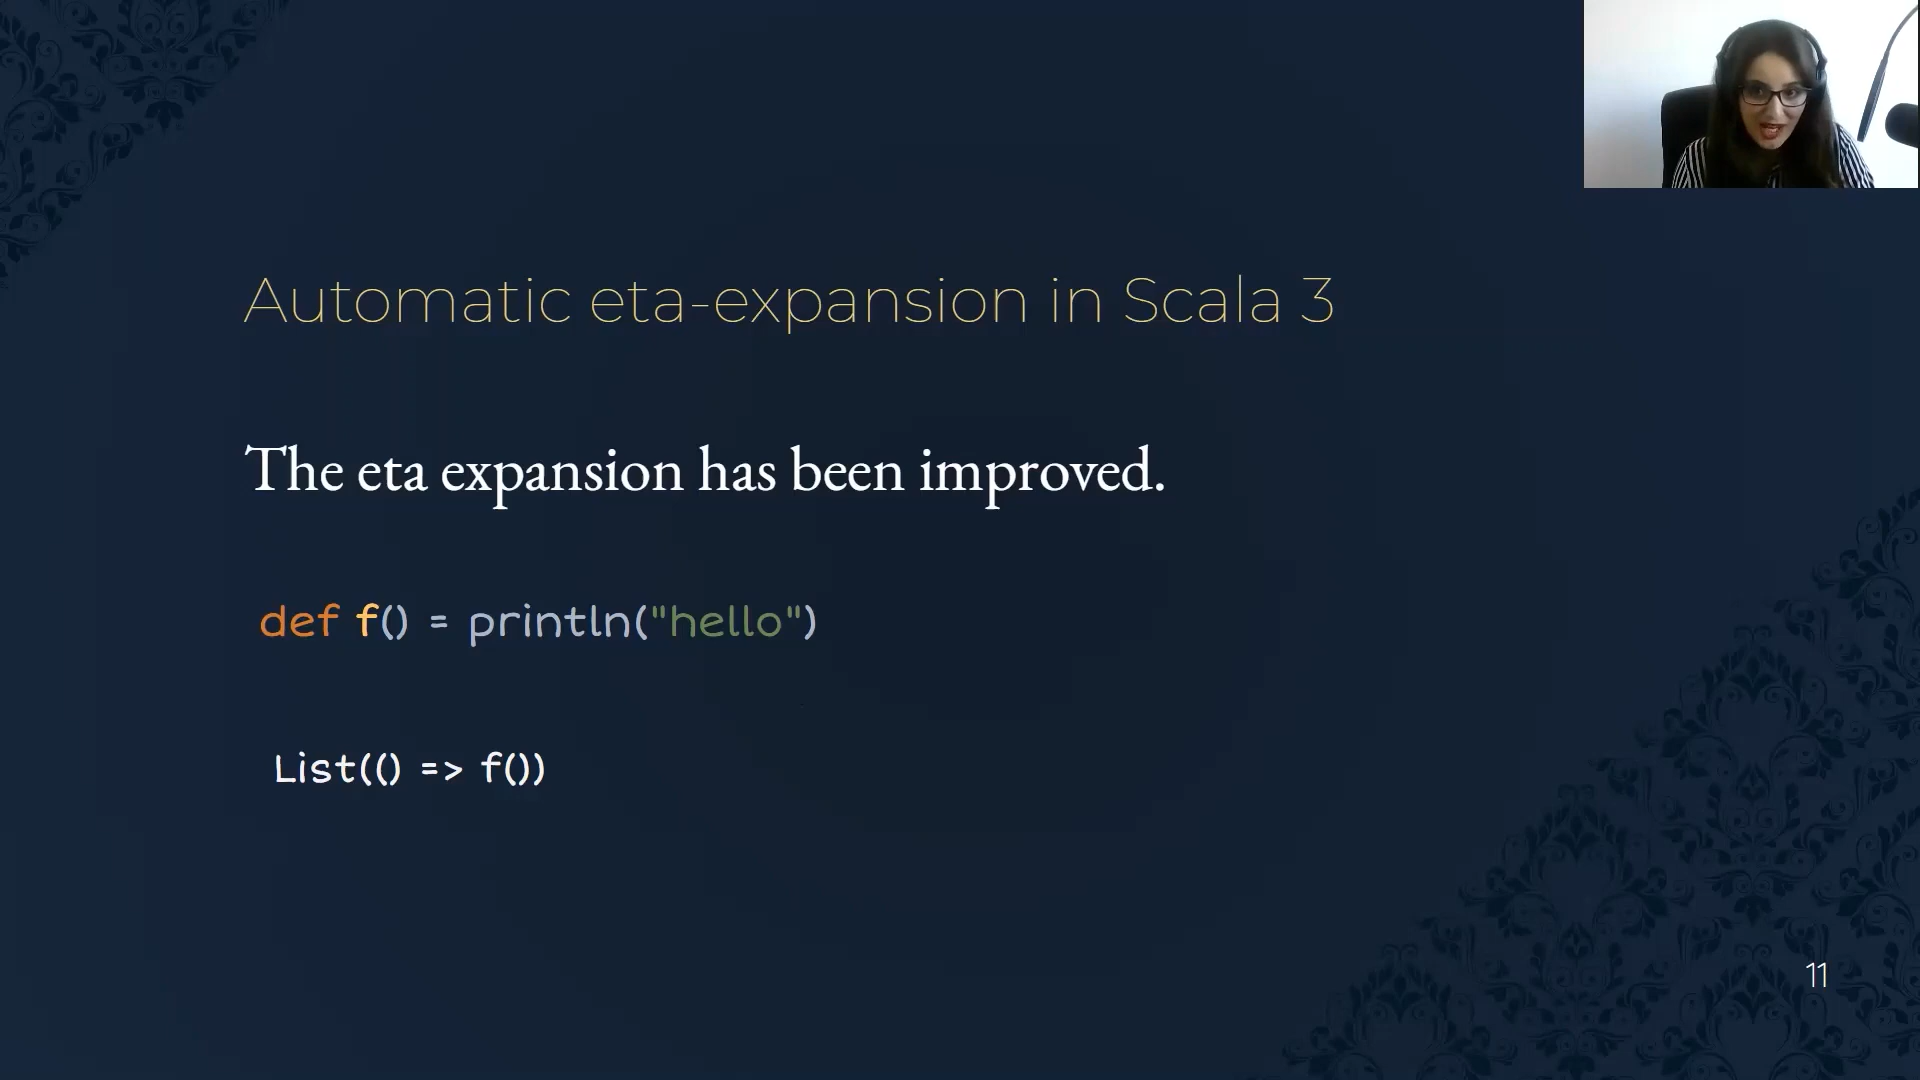 Automatic eta-expansion in Scala 3
The eta expansion has been improved.
def f() = println("hello")
List(() => f())
11